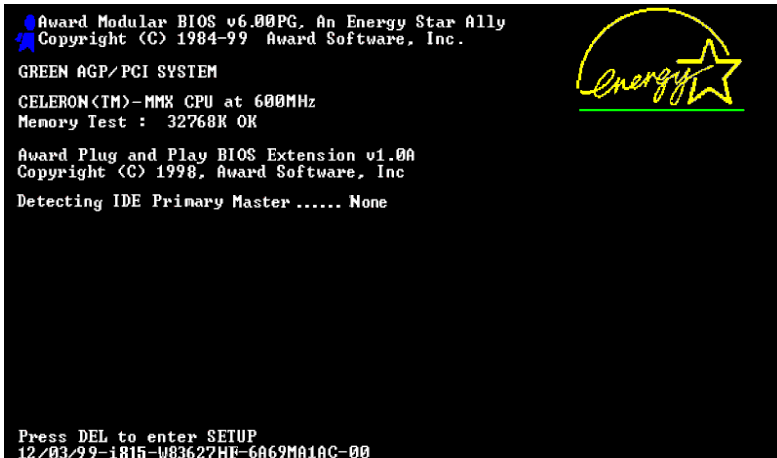 Award Modular BIOS v6.00PG, An Energy Star Ally
Copyright (C) 1984-99 Award Software, Inc.
energy
GREEN AGP/PCI SYSTEM
CELERON(TM)-MMX CPU at 600MHz
Memory Test : 32768K OK
Award Plug and Play BIOS Extension v1.0A
Copyright (C) 1998, Award Software, Inc
Detecting IDE Primary Master ...... None
Press DEL to enter SETUP
12/03/99-i815-W83627HF-6A69MA1AC-00